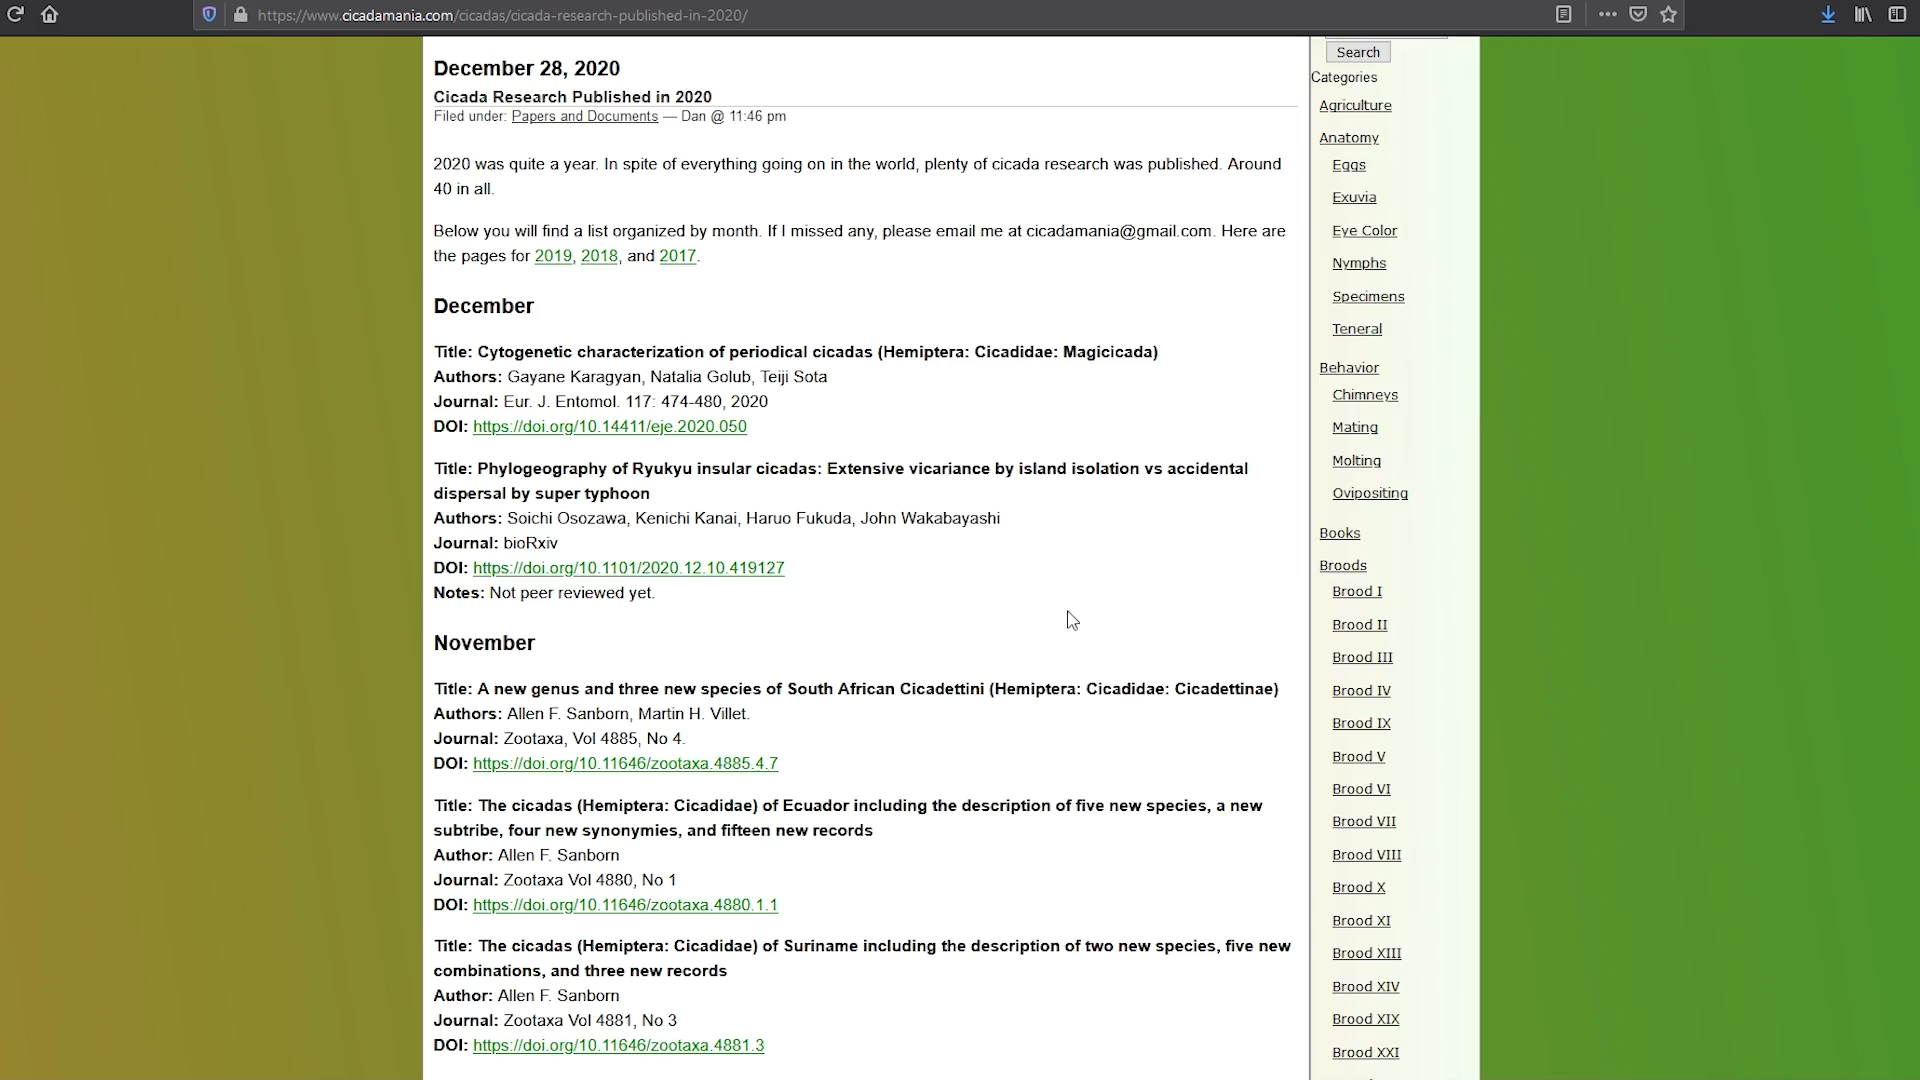 https://www.cicadamania.com/cicadas/cicada-research-published-in-2020/
December 28, 2020
Cicada Research Published in 2020
Filed under: Papers and Documents — Dan @ 11:46 pm
2020 was quite a year. In spite of everything going on in the world, plenty of cicada research was published. Around
40 in all.
Below you will find a list organized by month. If I missed any, please email me at cicadamania@gmail.com. Here are
the pages for 2019, 2018, and 2017.
December
Title: Cytogenetic characterization of periodical cicadas (Hemiptera: Cicadidae: Magicicada)
Authors: Gayane Karagyan, Natalia Golub, Teiji Sota
Journal: Eur. J. Entomol. 117: 474-480, 2020
DOI: https://doi.org/10.14411/eje.2020.050
Title: Phylogeography of Ryukyu insular cicadas: Extensive vicariance by island isolation vs accidental
dispersal by super typhoon
Authors: Soichi Osozawa, Kenichi Kanai, Haruo Fukuda, John Wakabayashi
Journal: bioRxiv
DOI: https://doi.org/10.1101/2020.12.10.419127
Notes: Not peer reviewed yet.
November
Title: A new genus and three new species of South African Cicadettini (Hemiptera: Cicadidae: Cicadettinae)
Authors: Allen F. Sanborn, Martin H. Villet.
Journal: Zootaxa, Vol 4885, No 4.
DOI: https://doi.org/10.11646/zootaxa.4885.4.7
Title: The cicadas (Hemiptera: Cicadidae) of Ecuador including the description of five new species, a new
subtribe, four new synonymies, and fifteen new records
Author: Allen F. Sanborn
Journal: Zootaxa Vol 4880, No 1
DOI: https://doi.org/10.11646/zootaxa.4880.1.1
Title: The cicadas (Hemiptera: Cicadidae) of Suriname including the description of two new species, five new
combinations, and three new records
Author: Allen F. Sanborn
Journal: Zootaxa Vol 4881, No 3
DOI: https://doi.org/10.11646/zootaxa.4881.3
Search
Categories
Agriculture
Anatomy
Eggs
Exuvia
Eye Color
Nymphs
Specimens
Teneral
Behavior
Chimneys
Mating
Molting
Ovipositing
Books
Broods
Brood I
Brood II
Brood III
Brood IV
Brood IX
Brood V
Brood VI
Brood VII
Brood VIII
Brood X
Brood XI
Brood XIII
Brood XIV
Brood XIX
Brood XXI